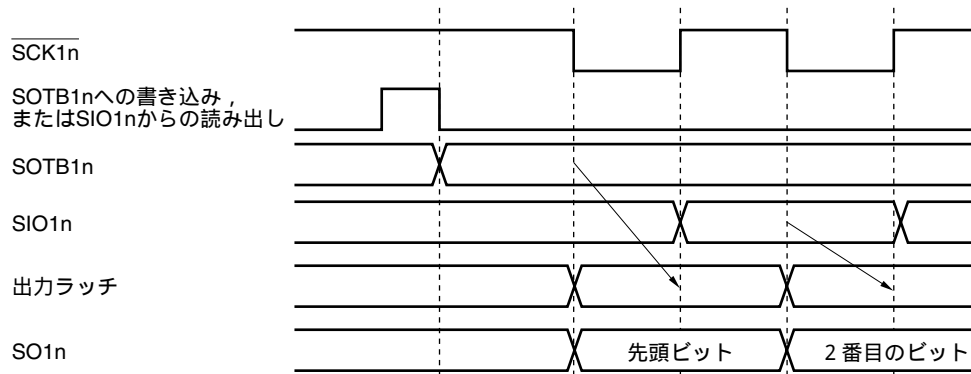 SCK1n
SOTB1nへの書き込み，
またはSIO1nからの読み出し
SOTB1n
SIO1n
出力ラッチ
SO1n
先頭ビット
2番目のビット